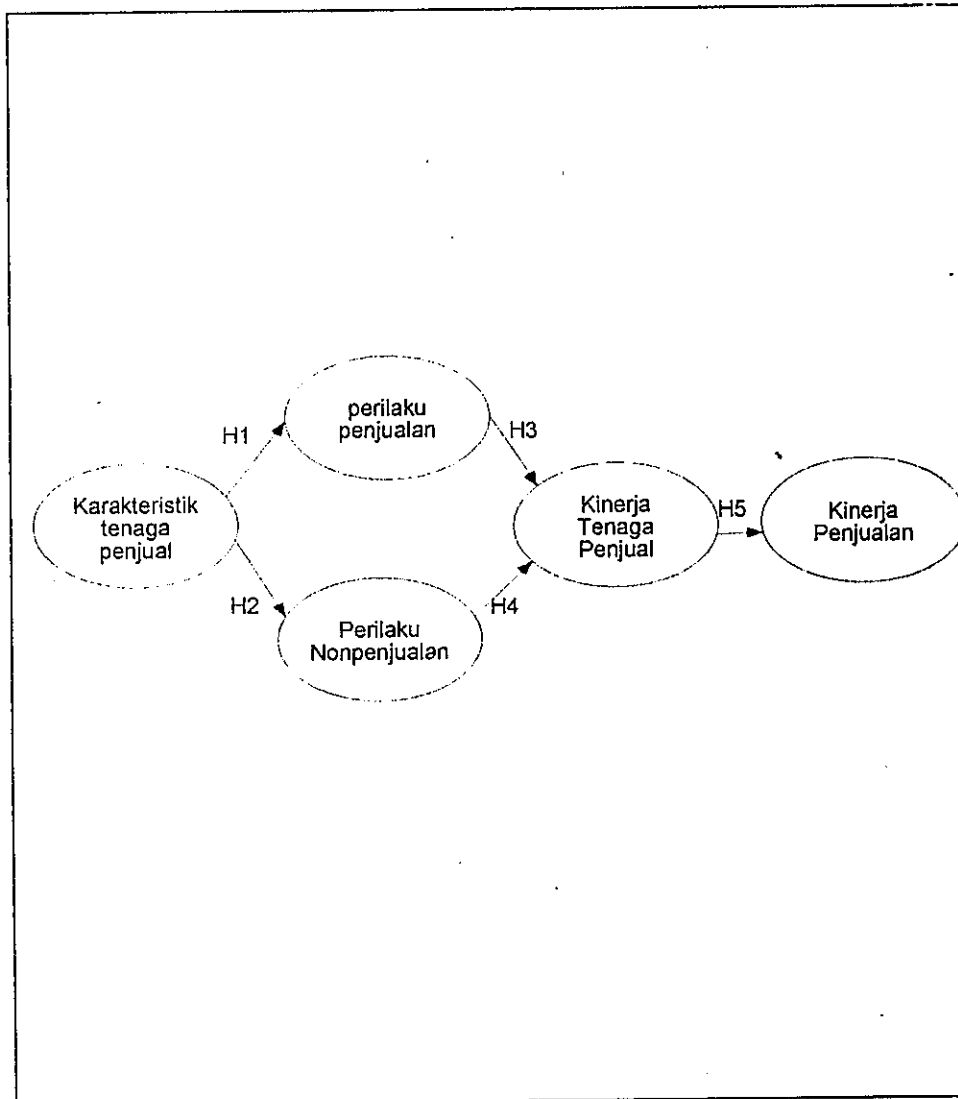 perilaku
penjualan
H1
H3
Karakteristik
tenaga
penjual
Kinerja
Tenaga
Penjual
H5
Kinerja
Penjualan
H2
H4
Perilaku
Nonpenjualan